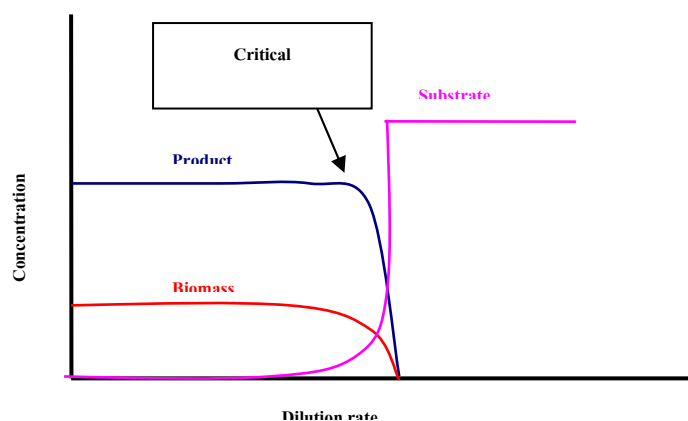 Critical
Substrate
Product
Biomass
Concentration
Dilution rate